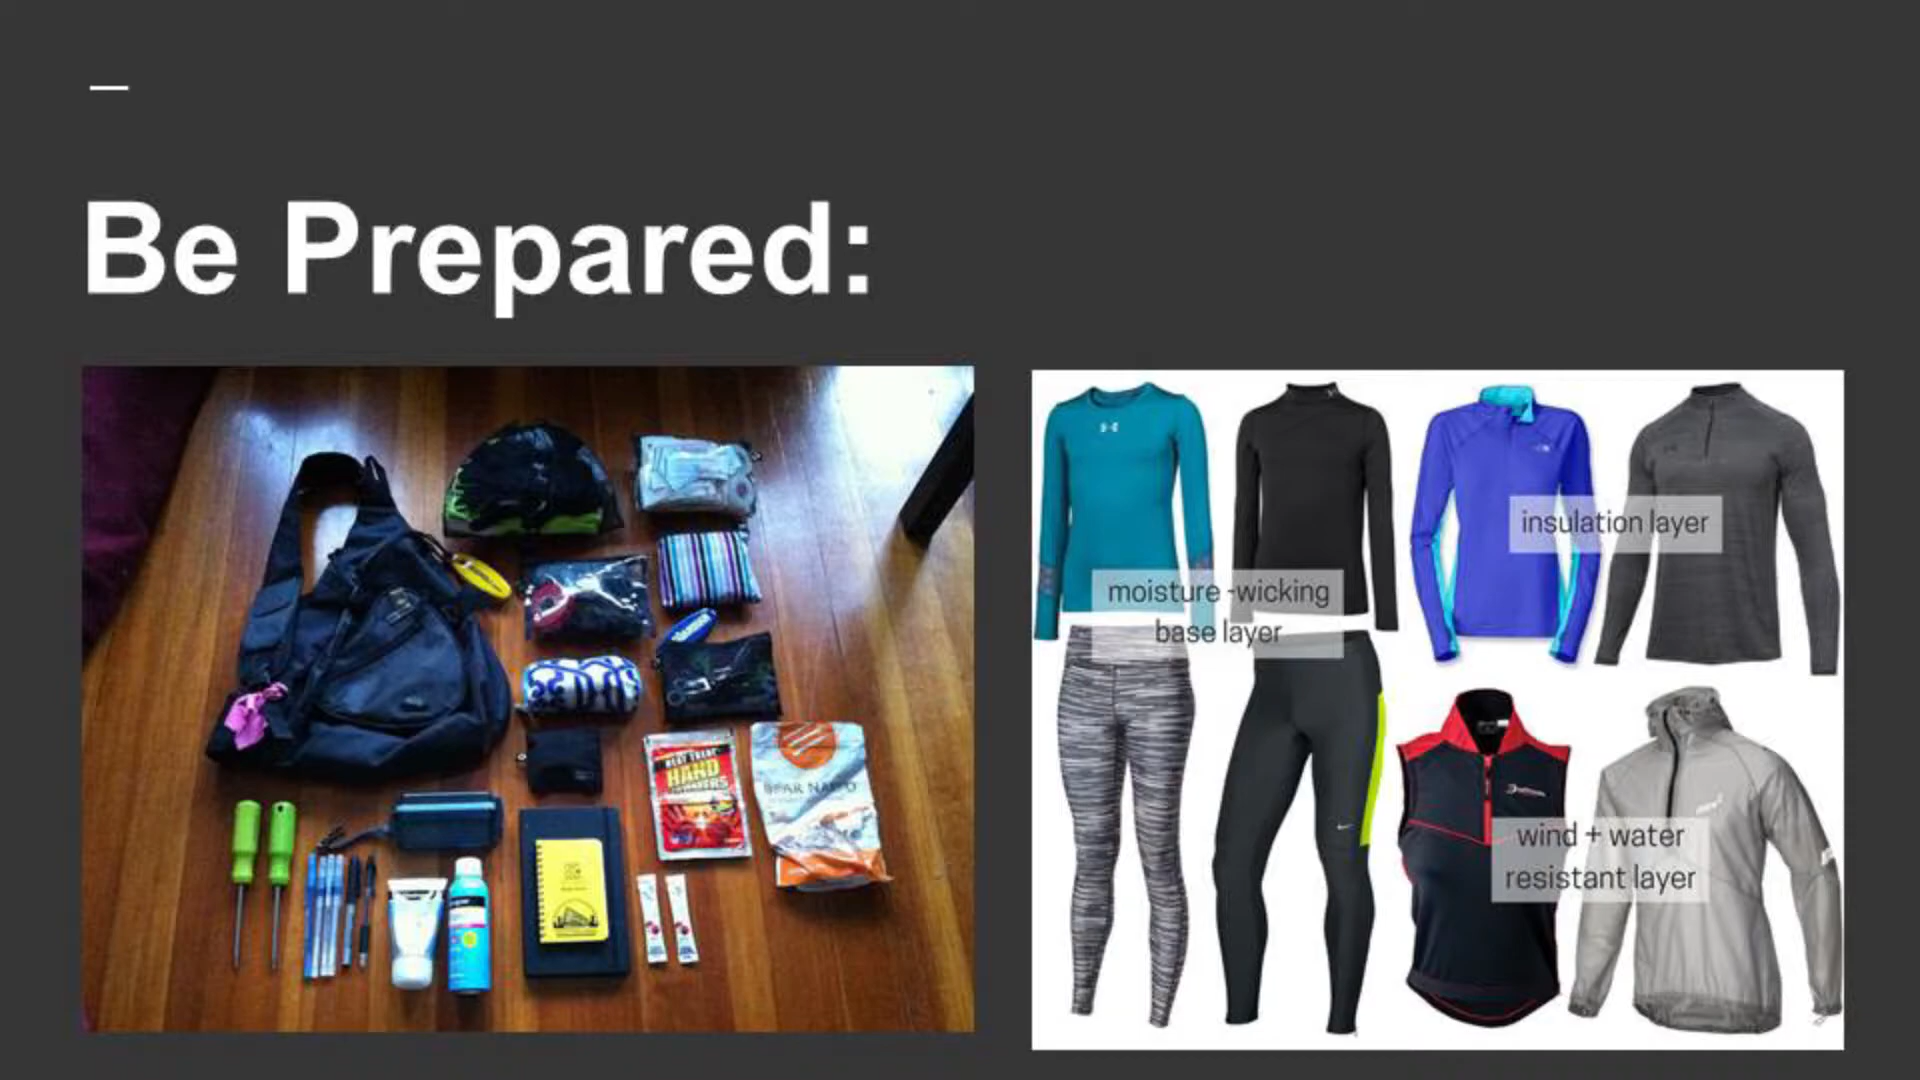 Be Prepared:
HAND
moisture -wicking
base layer
insulation layer
wind + water
resistant layer